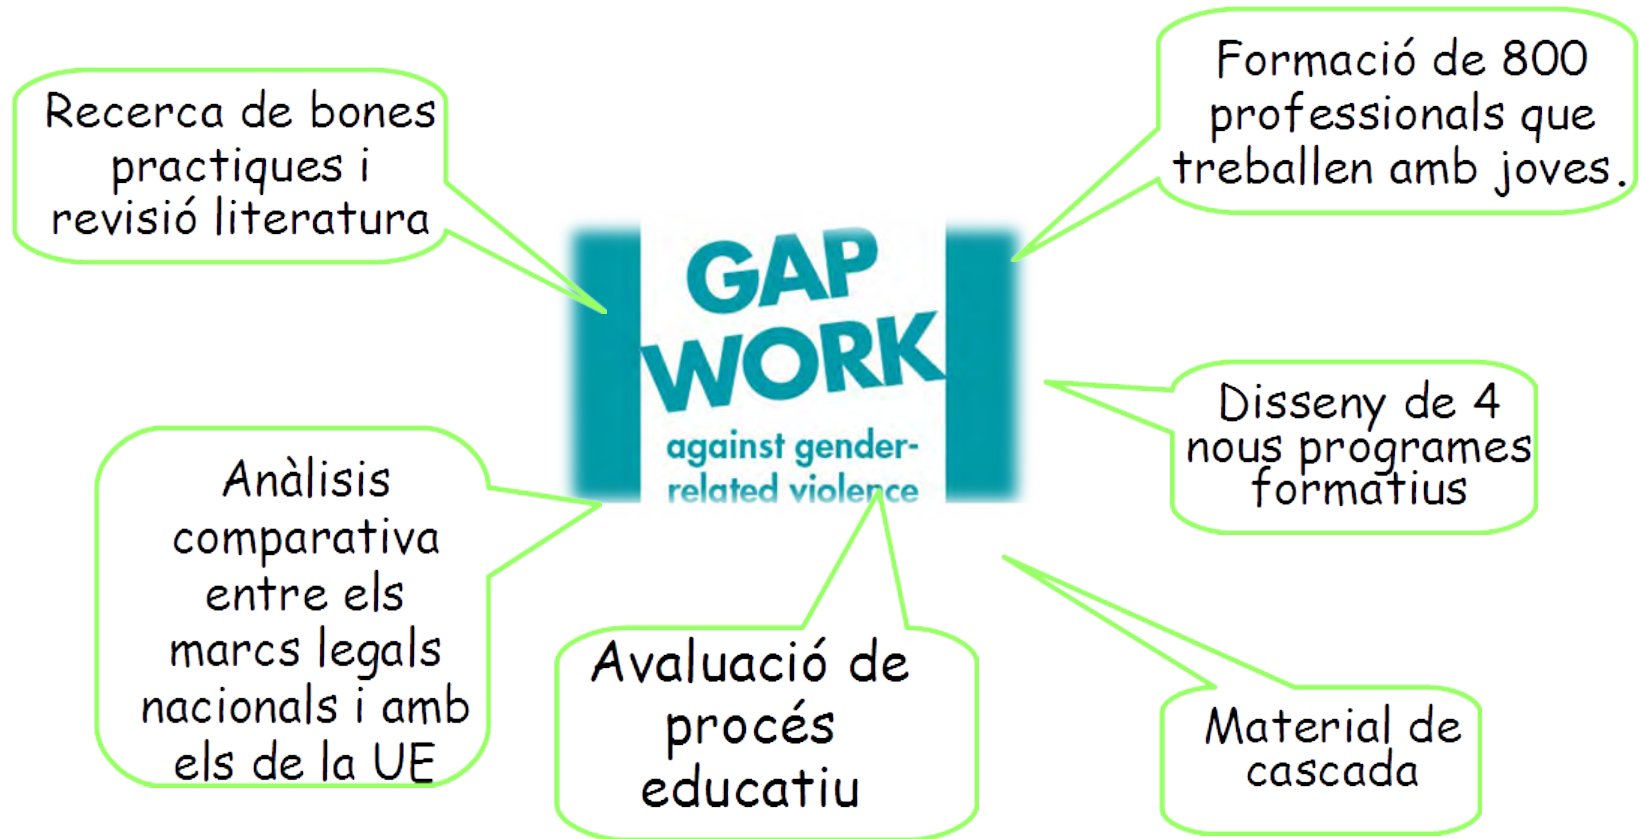 Recerca de bones
practiques i
revisió literatura
Formació de 800
professionals que
treballen amb joves.
GAP
WORK
against gender-
related violence
Disseny de 4
nous programes
formatius
Anàlisis
comparativa
entre els
marcs legals
nacionals i amb
els de la UE
Avaluació de
procés
educatiu
Material de
cascada